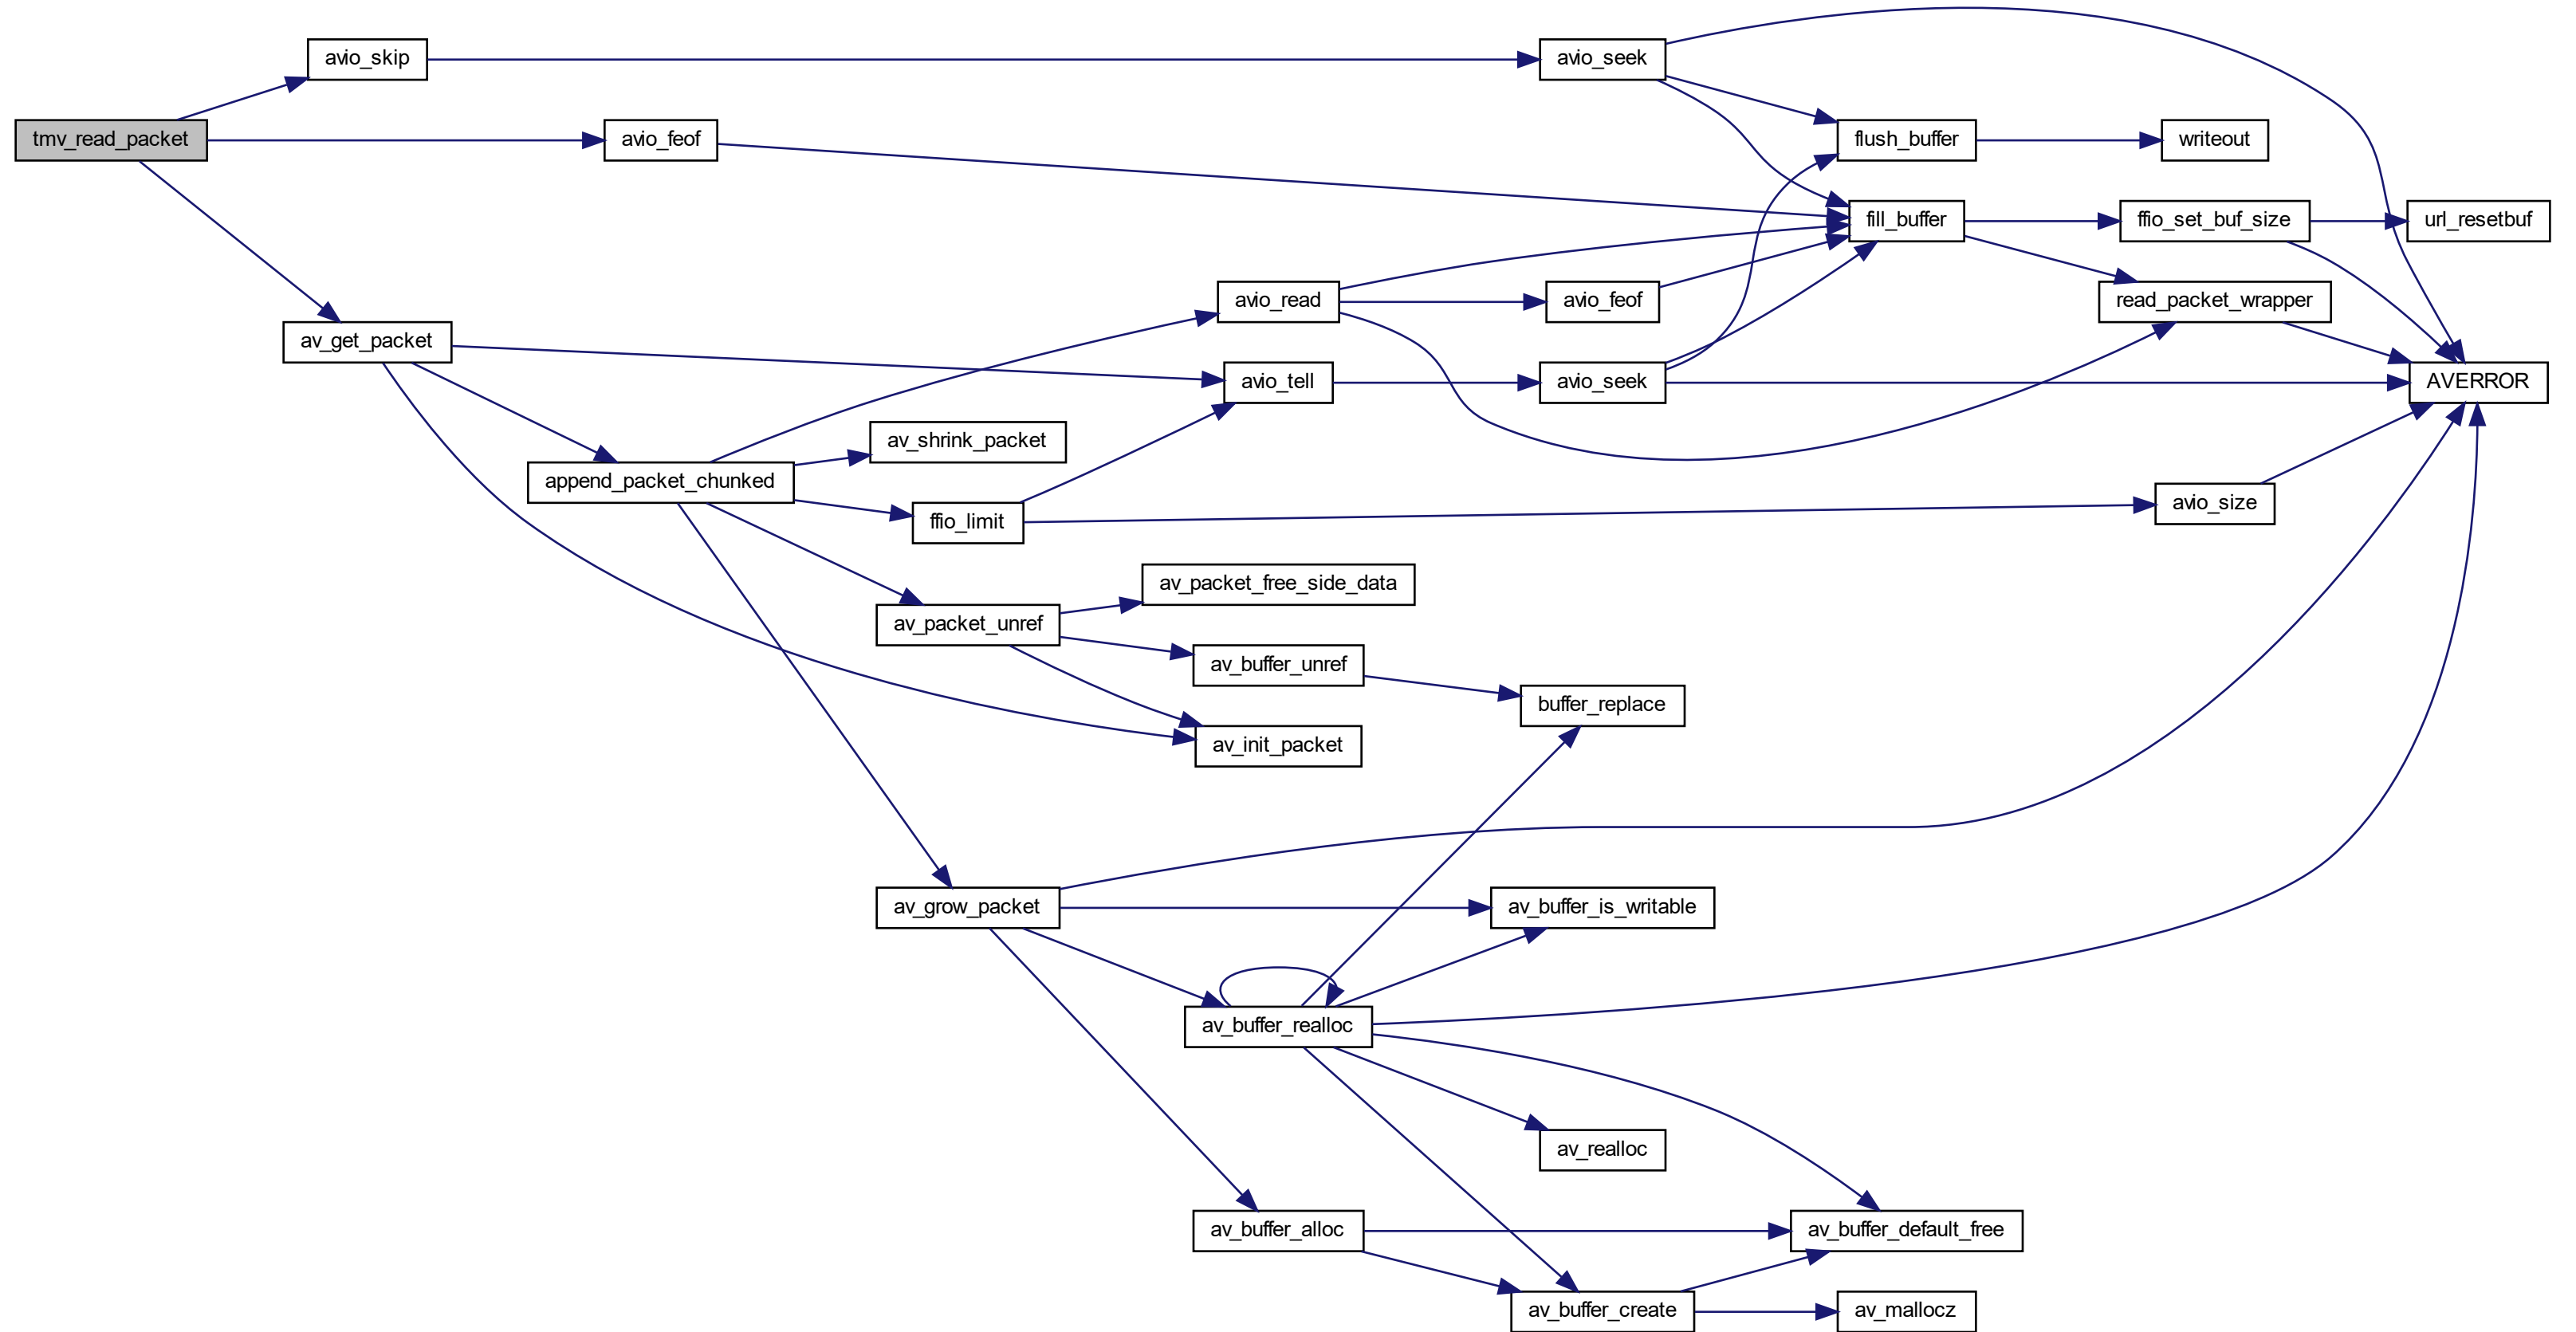 avio_skip
avio_seek
tmv_read_packet
avio_feof
flush_buffer
writeout
fill_buffer
ffio_set_buf_size
url_resetbuf
avio_read
avio_feof
read_packet_wrapper
av_get_packet
avio_tell
avio_seek
AVERROR
av_shrink_packet
append_packet_chunked
ffio_limit
avio_size
av_packet_free_side_data
av_packet_unref
av_buffer_unref
buffer_replace
av_init_packet
av_grow_packet
av_buffer_is_writable
av_buffer_realloc
av_realloc
av_buffer_alloc
av_buffer_default_free
av_buffer_create
av_mallocz